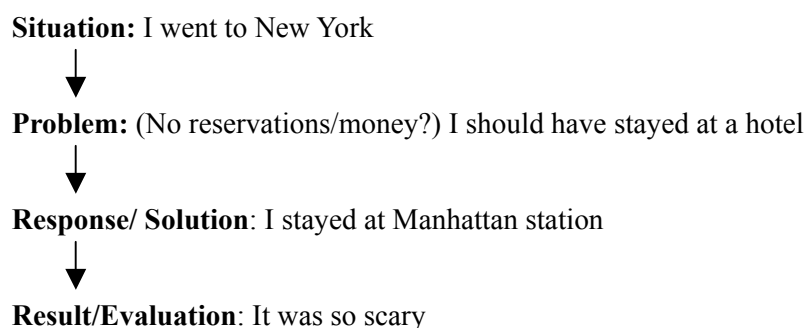 Situation: I went to New York
Problem: (No reservations/money?) I should have stayed at a hotel
Response/ Solution: I stayed at Manhattan station
Result/Evaluation: It was so scary